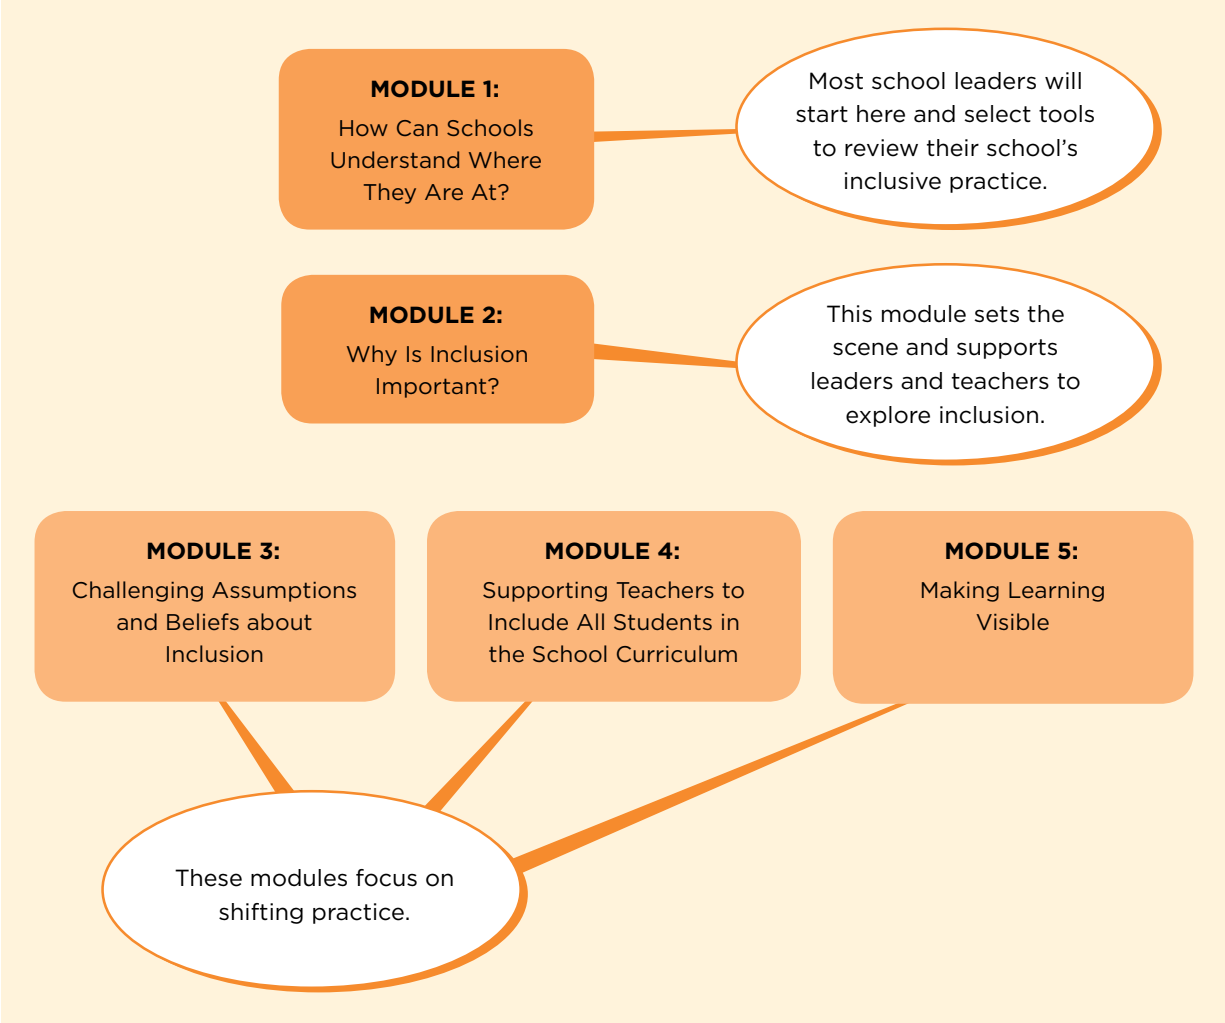 MODULE 1:
How Can Schools
Understand Where
They Are At?
Most school leaders will
start here and select tools
to review their school’s
inclusive practice.
MODULE 2:
Why Is Inclusion
Important?
This module sets the
scene and supports
leaders and teachers to
explore inclusion.
MODULE 3:
Challenging Assumptions
and Beliefs about
Inclusion
MODULE 4:
Supporting Teachers to
Include All Students in
the School Curriculum
MODULE 5:
Making Learning
Visible
These modules focus on
shifting practice.